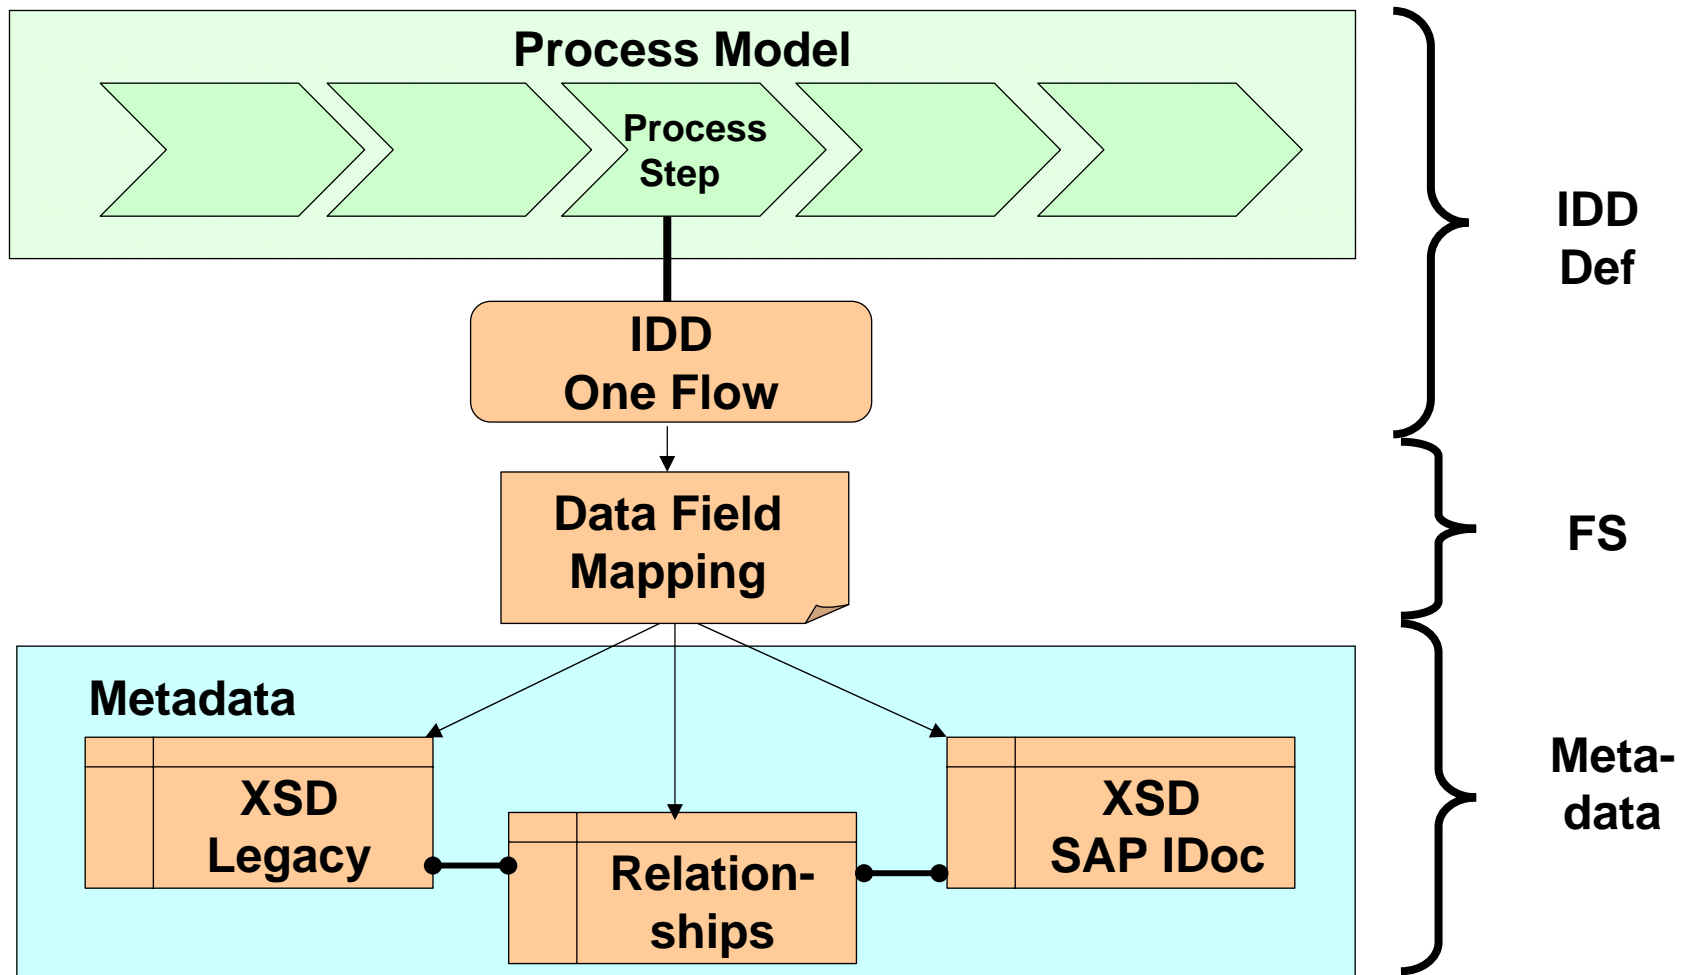 Process Model
Process
Step
IDD
Def
IDD
One Flow
Data Field
Mapping
FS
Metadata
XSD
Legacy
Relation-
ships
XSD
SAP IDoc
Meta-
data